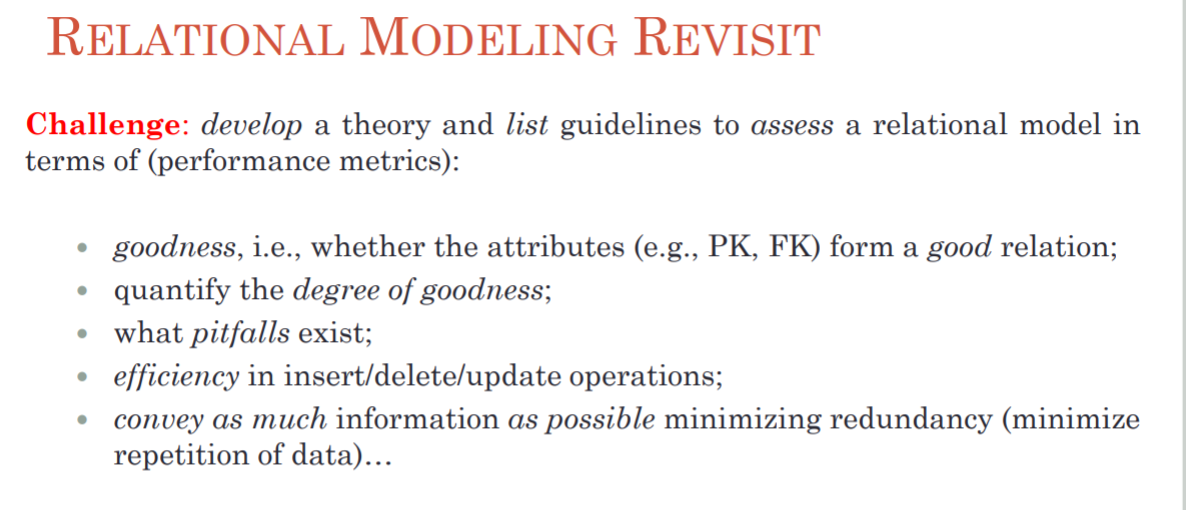 RELATIONAL MODELING REVISIT
Challenge: develop a theory and list guidelines to assess a relational model in
terms of (performance metrics):
• goodness, i.e., whether the attributes (e.g., PK, FK) form a good relation;
• quantify the degree of goodness;
• what pitfalls exist;
• efficiency in insert/delete/update operations;
• convey as much information as possible minimizing redundancy (minimize
repetition of data)…